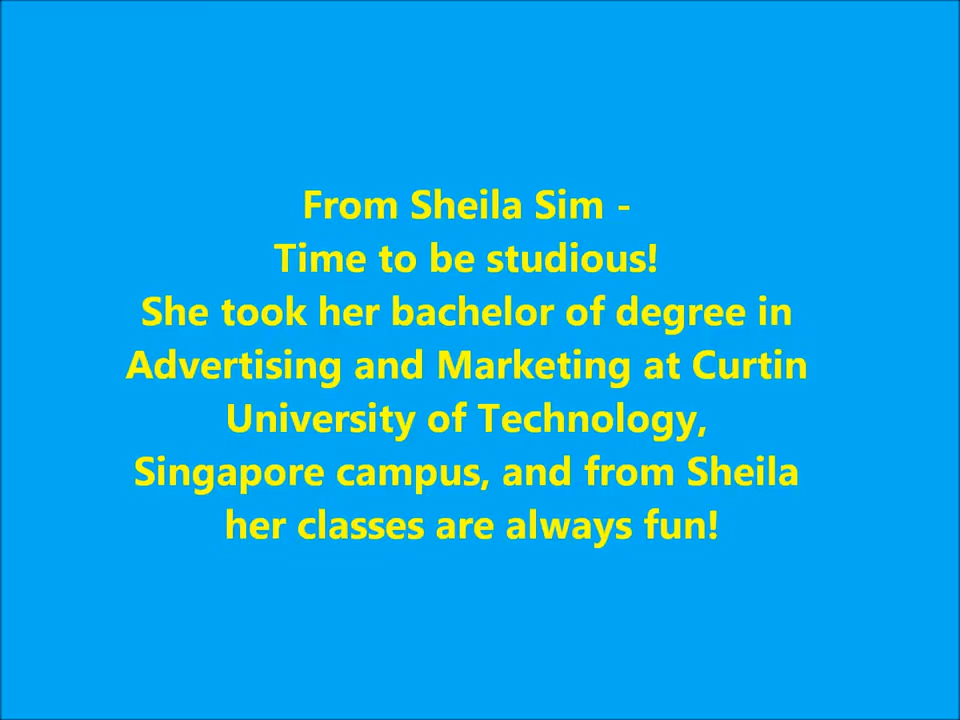 From Sheila Sim -
Time to be studious!
She took her bachelor of degree in
Advertising and Marketing at Curtin
University of Technology,
Singapore campus, and from Sheila
her classes are always fun!